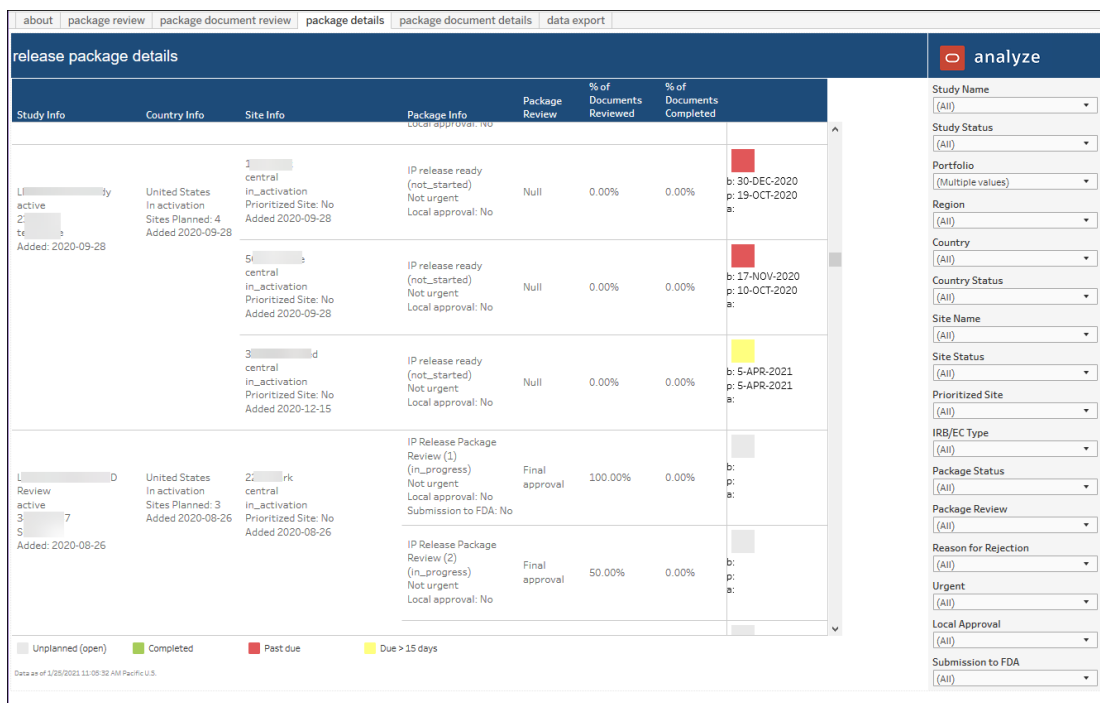 about package review package document review package details package document details data export
release package details
analyze
Study Info Country Info Site Info Package Info Package Review % of Documents Reviewed % of Documents Completed
Local approval: No
active
Added: 2020-09-28
United States
In activation
Sites Planned: 4
Added 2020-09-28
central
in_activation
Prioritized Site: No
Added 2020-09-28
IP release ready
(not_started)
Not urgent
Local approval: No
Null
0.00%
0.00%
b: 30-DEC-2020
p: 19-OCT-2020
a:
central
in_activation
Prioritized Site: No
Added 2020-09-28
IP release ready
(not_started)
Not urgent
Local approval: No
Null
0.00%
0.00%
b: 17-NOV-2020
p: 10-OCT-2020
a:
central
in_activation
Prioritized Site: No
Added 2020-12-15
IP release ready
(not_started)
Not urgent
Local approval: No
Null
0.00%
0.00%
b: 5-APR-2021
p: 5-APR-2021
a:
Review
active
Added: 2020-08-26
United States
In activation
Sites Planned: 3
Added 2020-08-26
central
in_activation
Prioritized Site: No
Added 2020-08-26
IP Release Package
Review (1)
(in_progress)
Not urgent
Local approval: No
Submission to FDA: No
Final
approval
100.00%
0.00%
b:
p:
a:
IP Release Package
Review (2)
(in_progress)
Not urgent
Local approval: No
Final
approval
50.00%
0.00%
b:
p:
a:
Unplanned (open) Completed Past due Due > 15 days
Data as of 1/25/2021 11:05:32 AM Pacific U.S.
Study Name
(All)
Study Status
(All)
Portfolio
(Multiple values)
Region
(All)
Country
(All)
Country Status
(All)
Site Name
(All)
Site Status
(All)
Prioritized Site
(All)
IRB/EC Type
(All)
Package Status
(All)
Package Review
(All)
Reason for Rejection
(All)
Urgent
(All)
Local Approval
(All)
Submission to FDA
(All)